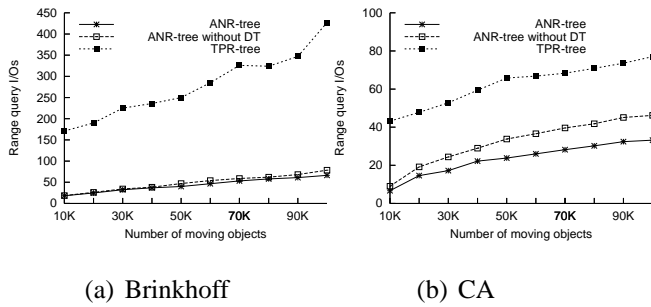 ANR-tree
ANR-tree without DT
TPR-tree
450
400
350
300
250
200
150
100
50
0
Range query I/Os
10K 30K 50K 70K 90K
Number of moving objects
(a) Brinkhoff
ANR-tree
ANR-tree without DT
TPR-tree
100
80
60
40
20
0
Range query I/Os
10K 30K 50K 70K 90K
Number of moving objects
(b) CA